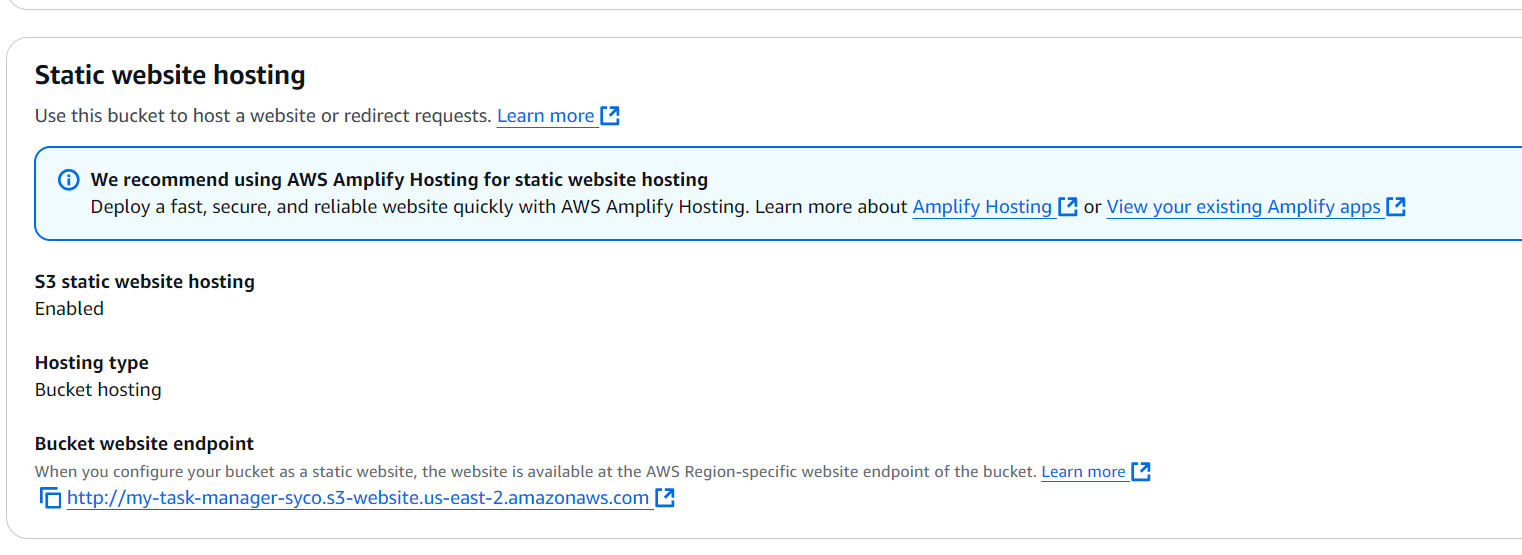 Static website hosting
Use this bucket to host a website or redirect requests. Learn more
We recommend using AWS Amplify Hosting for static website hosting
Deploy a fast, secure, and reliable website quickly with AWS Amplify Hosting. Learn more about Amplify Hosting or View your existing Amplify apps
S3 static website hosting
Enabled
Hosting type
Bucket hosting
Bucket website endpoint
When you configure your bucket as a static website, the website is available at the AWS Region-specific website endpoint of the bucket. Learn more
http://my-task-manager-syco.s3-website.us-east-2.amazonaws.com